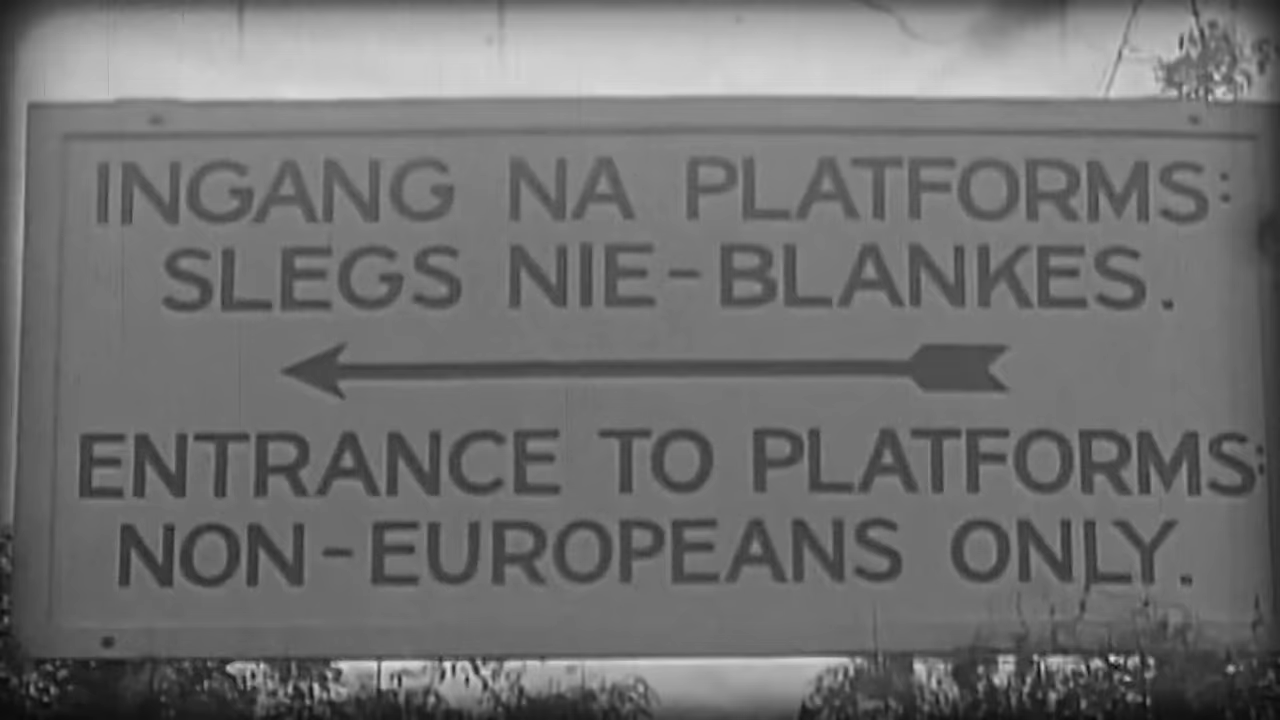 INGANG NA PLATFORMS:
SLEGS NIE-BLANKES.
ENTRANCE TO PLATFORMS:
NON-EUROPEANS ONLY.